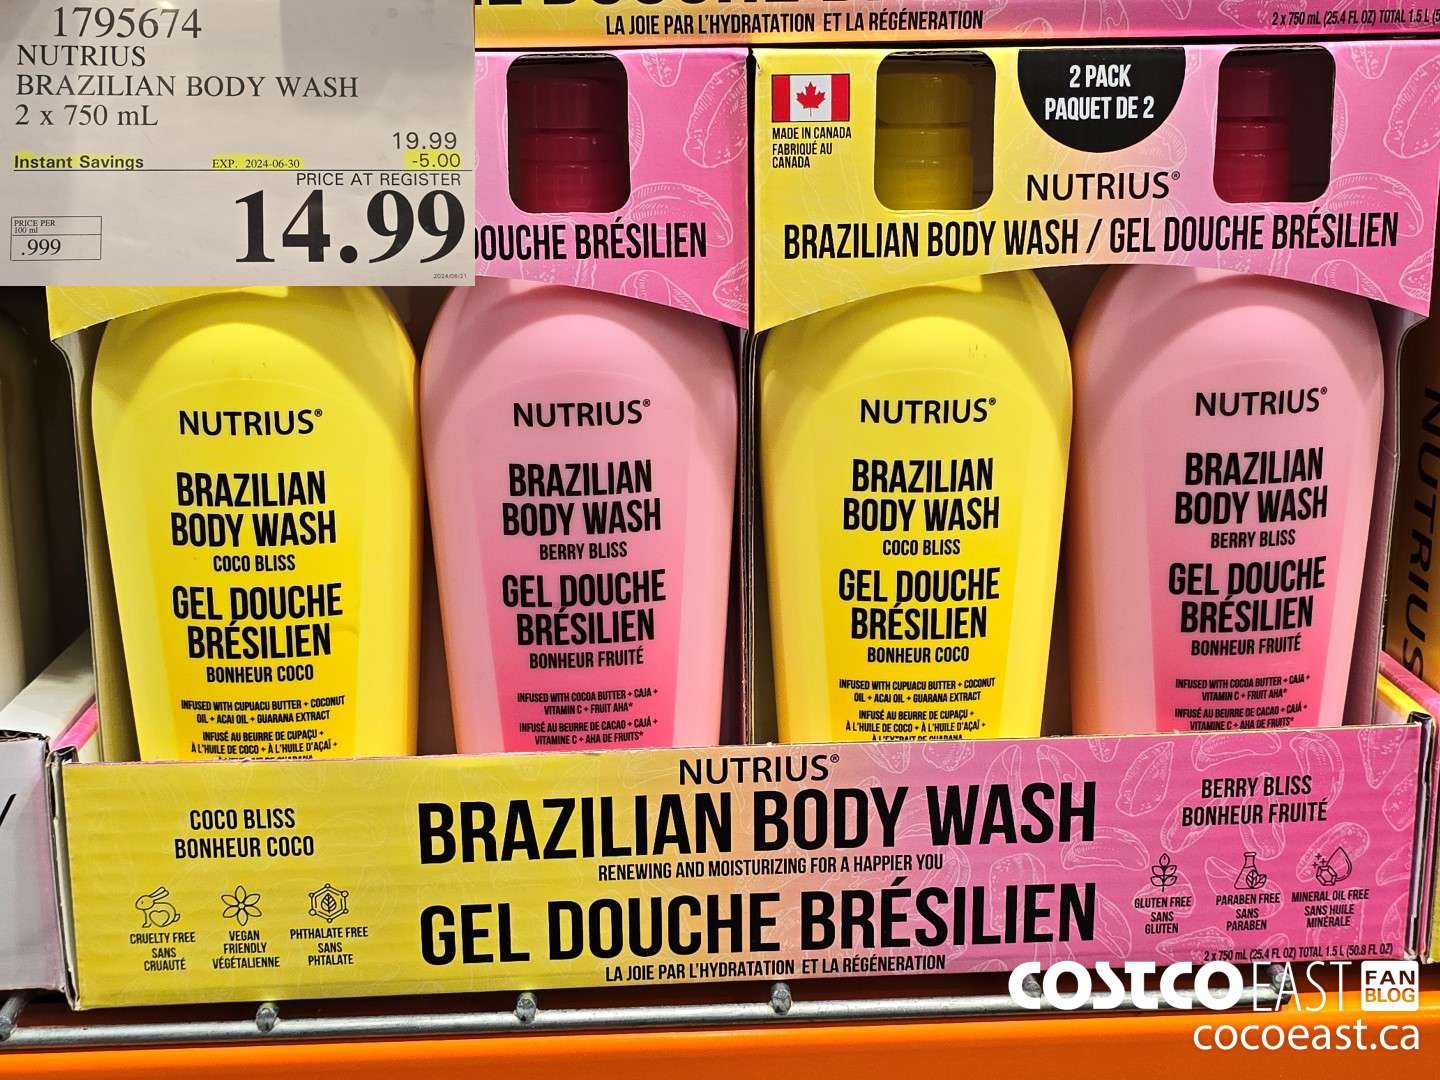 1795674
NUTRIUS
BRAZILIAN BODY WASH
2 x 750 mL
19.99
Instant Savings EXP. 2024-06-30 -5.00
PRICE AT REGISTER
14.99
PRICE PER
100 ml
.999
2024/06/21
LA JOIE PAR L'HYDRATATION ET LA RÉGÉNERATION
2 x 750 mL (25.4 FL OZ) TOTAL 1.5 L
DOUCHE BRÉSILIEN
MADE IN CANADA
FABRIQUÉ AU
CANADA
2 PACK
PAQUET DE 2
NUTRIUS®
BRAZILIAN BODY WASH / GEL DOUCHE BRÉSILIEN
NUTRIUS®
BRAZILIAN
BODY WASH
COCO BLISS
GEL DOUCHE
BRÉSILIEN
BONHEUR COCO
INFUSED WITH CUPUACU BUTTER + COCONUT
OIL + ACAI OIL + GUARANA EXTRACT
INFUSÉ AU BEURRE DE CUPAÇU +
À L'HUILE DE COCO + À L'HUILE D'AÇAÏ +
NUTRIUS®
BRAZILIAN
BODY WASH
BERRY BLISS
GEL DOUCHE
BRÉSILIEN
BONHEUR FRUITÉ
INFUSED WITH COCOA BUTTER + CAJA +
VITAMIN C + FRUIT AHA*
INFUSÉ AU BEURRE DE CACAO + CAJÁ +
VITAMINE C + AHA DE FRUITS*
NUTRIUS®
BRAZILIAN
BODY WASH
COCO BLISS
GEL DOUCHE
BRÉSILIEN
BONHEUR COCO
INFUSED WITH CUPUACU BUTTER + COCONUT
OIL + ACAI OIL + GUARANA EXTRACT
INFUSÉ AU BEURRE DE CUPAÇU +
À L'HUILE DE COCO + À L'HUILE D'AÇAÏ +
À L'EXTRAIT DE GUARANA
NUTRIUS®
BRAZILIAN
BODY WASH
BERRY BLISS
GEL DOUCHE
BRÉSILIEN
BONHEUR FRUITÉ
INFUSED WITH COCOA BUTTER + CAJA +
VITAMIN C + FRUIT AHA*
INFUSÉ AU BEURRE DE CACAO + CAJÁ +
VITAMINE C + AHA DE FRUITS*
NUTRIUS
COCO BLISS
BONHEUR COCO
CRUELTY FREE
SANS
CRUAUTÉ
VEGAN
FRIENDLY
VÉGÉTALIENNE
PHTHALATE FREE
SANS
PHTALATE
NUTRIUS®
BRAZILIAN BODY WASH
RENEWING AND MOISTURIZING FOR A HAPPIER YOU
GEL DOUCHE BRÉSILIEN
LA JOIE PAR L'HYDRATATION ET LA RÉGÉNERATION
BERRY BLISS
BONHEUR FRUITÉ
GLUTEN FREE
SANS
GLUTEN
PARABEN FREE
SANS
PARABEN
MINERAL OIL FREE
SANS HUILE
MINÉRALE
2 x 750 mL (25.4 FL OZ) TOTAL 1.5 L (50.8 FL OZ)
COSTCO EAST FAN BLOG
cocoeast.ca